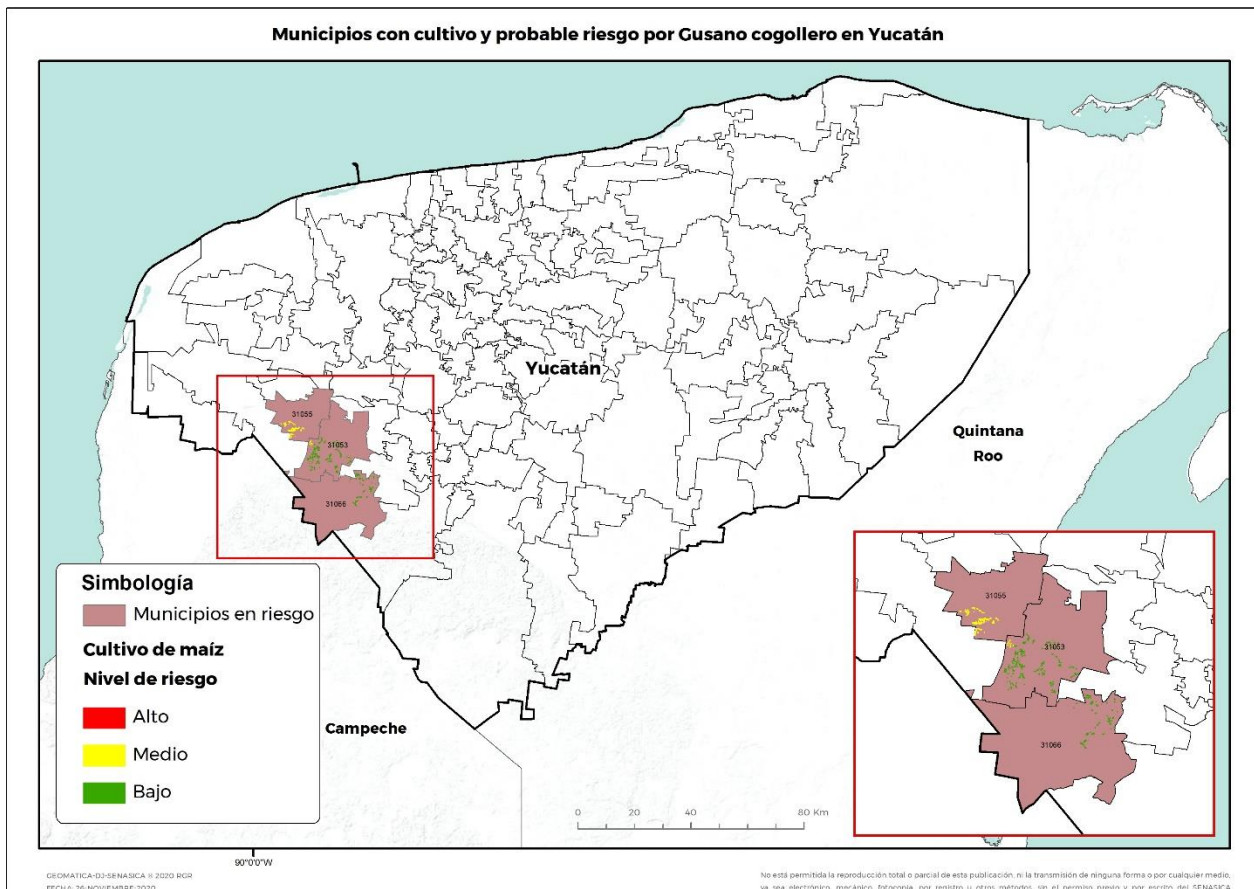 Municipios con cultivo y probable riesgo por Gusano cogollero en Yucatán
Yucatán
31055
31053
31066
Quintana
Roo
Campeche
Simbología
Municipios en riesgo
Cultivo de maíz
Nivel de riesgo
Alto
Medio
Bajo
31055
31053
31066
0 20 40 80 Km
90°0'0"W
GEOMATICA-DJ-SENASICA © 2020 RGR
FECHA: 26-NOVIEMBRE-2020
No está permitida la reproducción total o parcial de esta publicación, ni la transmisión de ninguna forma o por cualquier medio,
ya sea electrónico, mecánico, fotocopia, por registro u otros métodos, sin el permiso previo y por escrito del SENASICA